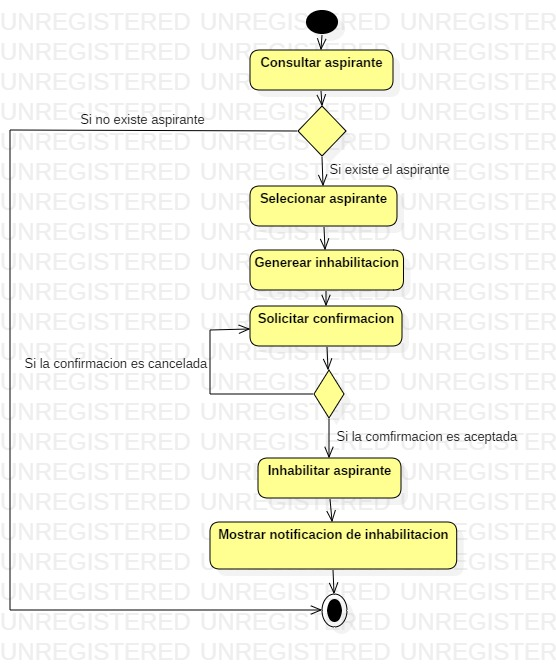 Consultar aspirante
Si no existe aspirante
Si existe el aspirante
Selecionar aspirante
Generear inhabilitacion
Solicitar confirmacion
Si la confirmacion es cancelada
Si la comfirmacion es aceptada
Inhabilitar aspirante
Mostrar notificacion de inhabilitacion
UNREGISTERED